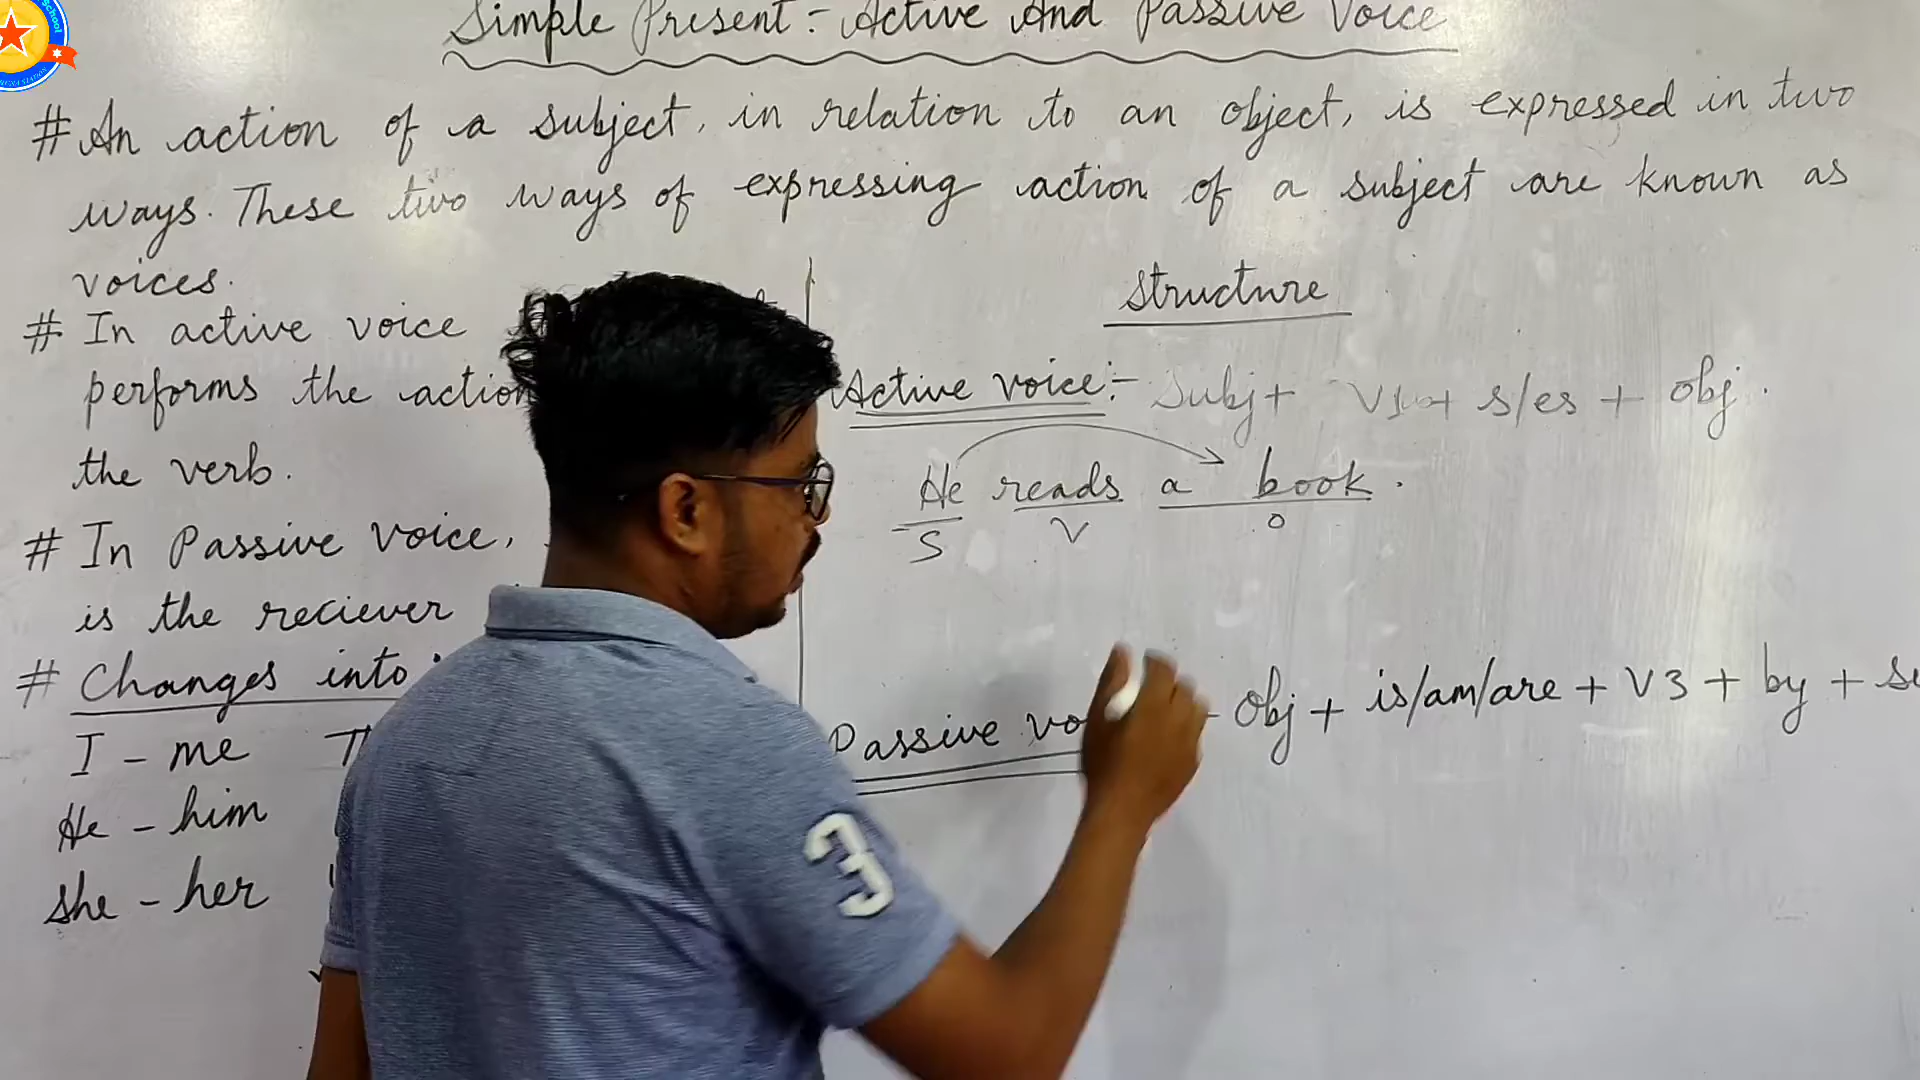 Simple Present :- Active And Passive Voice
# An action of a subject, in relation to an object, is expressed in two
ways. These two ways of expressing action of a subject are known as
voices.
# In active voice
performs the action
the verb.
# In Passive voice,
is the reciever
# Changes into
I - me
He - him
she - her
structure
Active voice :- Subj + V1 + s/es + obj.
He reads a book.
S V O
Passive
obj + is/am/are + V3 + by +
3